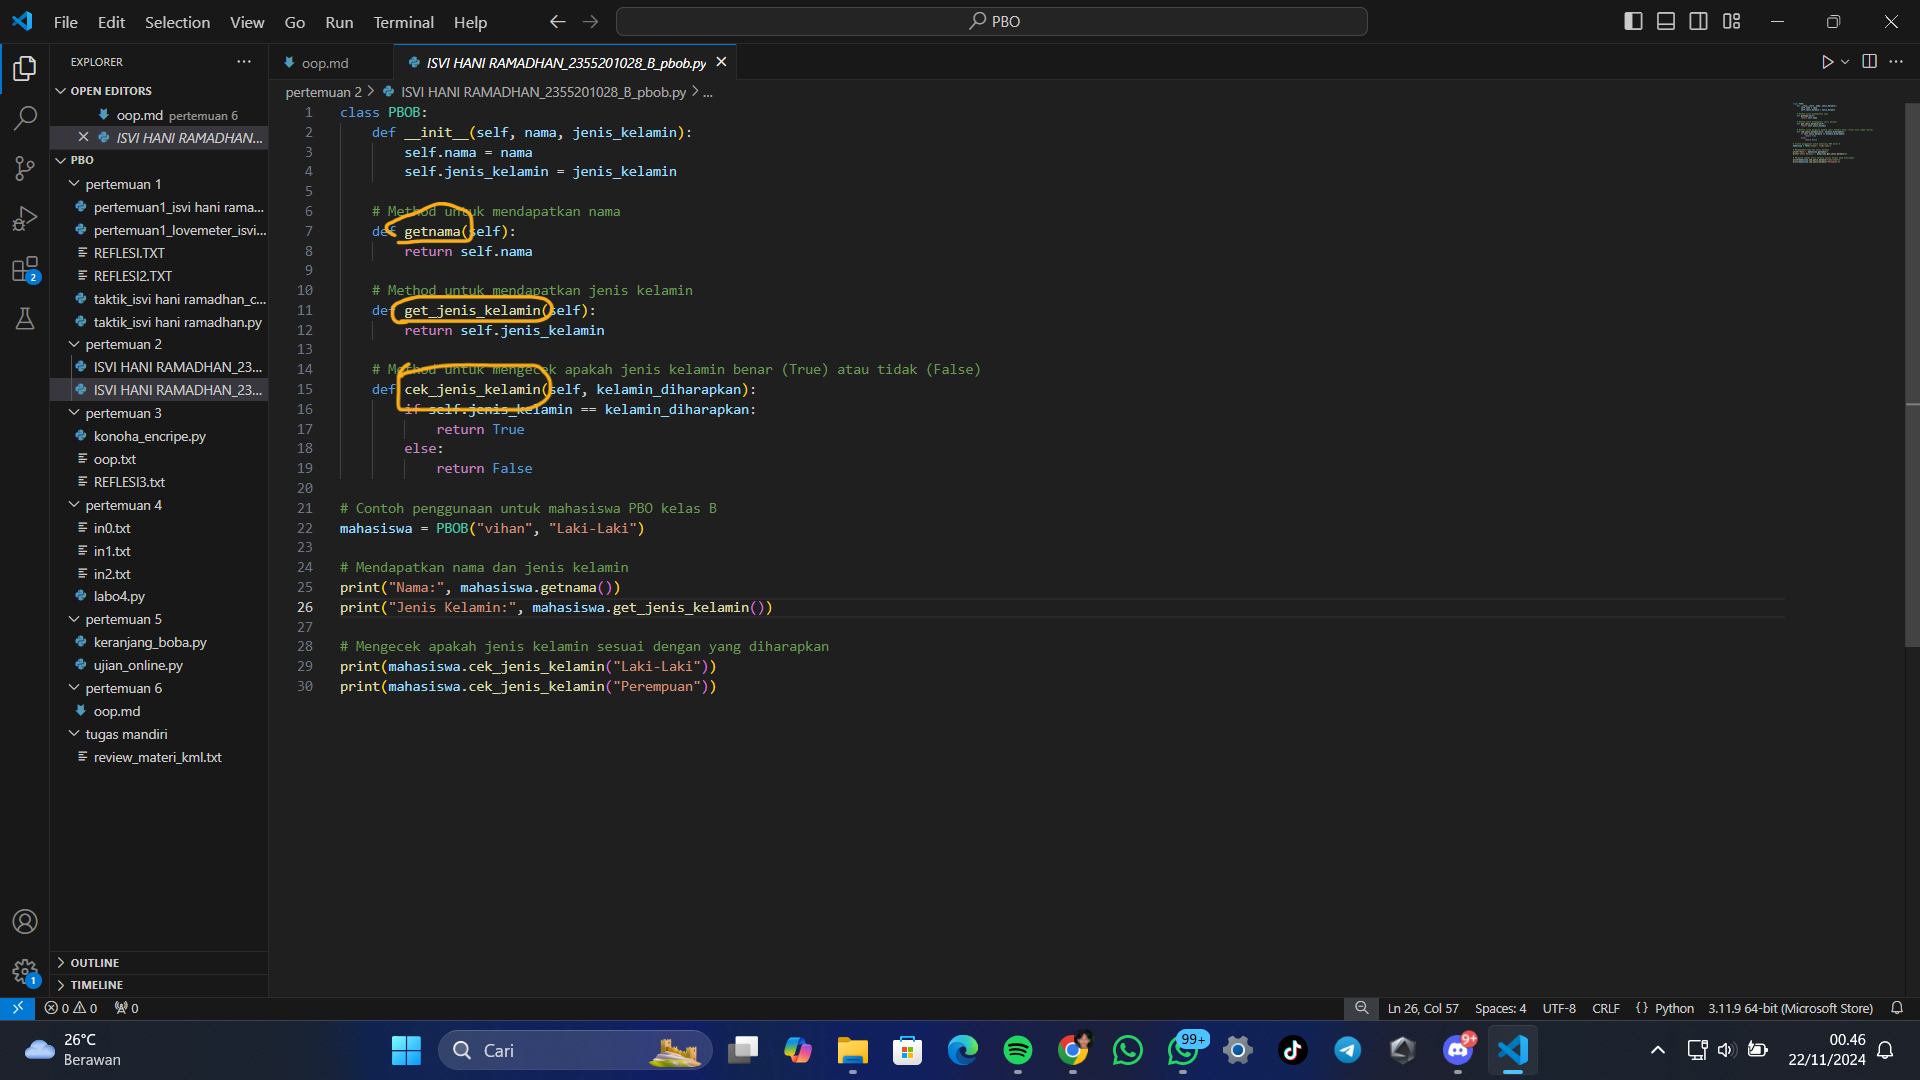 File Edit Selection View Go Run Terminal Help
PBO
EXPLORER
oop.md
ISVI HANI RAMADHAN_2355201028_B_pbob.py
OPEN EDITORS
oop.md pertemuan 6
ISVI HANI RAMADHAN...
PBO
pertemuan 1
pertemuan1_isvi hani rama...
pertemuan1_lovemeter_isvi...
REFLESI.TXT
REFLESI2.TXT
taktik_isvi hani ramadhan_c...
taktik_isvi hani ramadhan.py
pertemuan 2
ISVI HANI RAMADHAN_23...
ISVI HANI RAMADHAN_23...
pertemuan 3
konoha_encripe.py
oop.txt
REFLESI3.txt
pertemuan 4
in0.txt
in1.txt
in2.txt
labo4.py
pertemuan 5
keranjang_boba.py
ujian_online.py
pertemuan 6
oop.md
tugas mandiri
review_materi_kml.txt
OUTLINE
TIMELINE
2
1
pertemuan 2 > ISVI HANI RAMADHAN_2355201028_B_pbob.py > ...
1 class PBOB:
2     def __init__(self, nama, jenis_kelamin):
3         self.nama = nama
4         self.jenis_kelamin = jenis_kelamin
5
6     # Method untuk mendapatkan nama
7     def getnama(self):
8         return self.nama
9
10     # Method untuk mendapatkan jenis kelamin
11     def get_jenis_kelamin(self):
12         return self.jenis_kelamin
13
14     # Method untuk mengecek apakah jenis kelamin benar (True) atau tidak (False)
15     def cek_jenis_kelamin(self, kelamin_diharapkan):
16         if self.jenis_kelamin == kelamin_diharapkan:
17             return True
18         else:
19             return False
20
21 # Contoh penggunaan untuk mahasiswa PBO kelas B
22 mahasiswa = PBOB("vihan", "Laki-Laki")
23
24 # Mendapatkan nama dan jenis kelamin
25 print("Nama:", mahasiswa.getnama())
26 print("Jenis Kelamin:", mahasiswa.get_jenis_kelamin())
27
28 # Mengecek apakah jenis kelamin sesuai dengan yang diharapkan
29 print(mahasiswa.cek_jenis_kelamin("Laki-Laki"))
30 print(mahasiswa.cek_jenis_kelamin("Perempuan"))
0 0 0
Ln 26, Col 57 Spaces: 4 UTF-8 CRLF { } Python 3.11.9 64-bit (Microsoft Store)
26°C
Berawan
Cari
99+
9+
00.46
22/11/2024